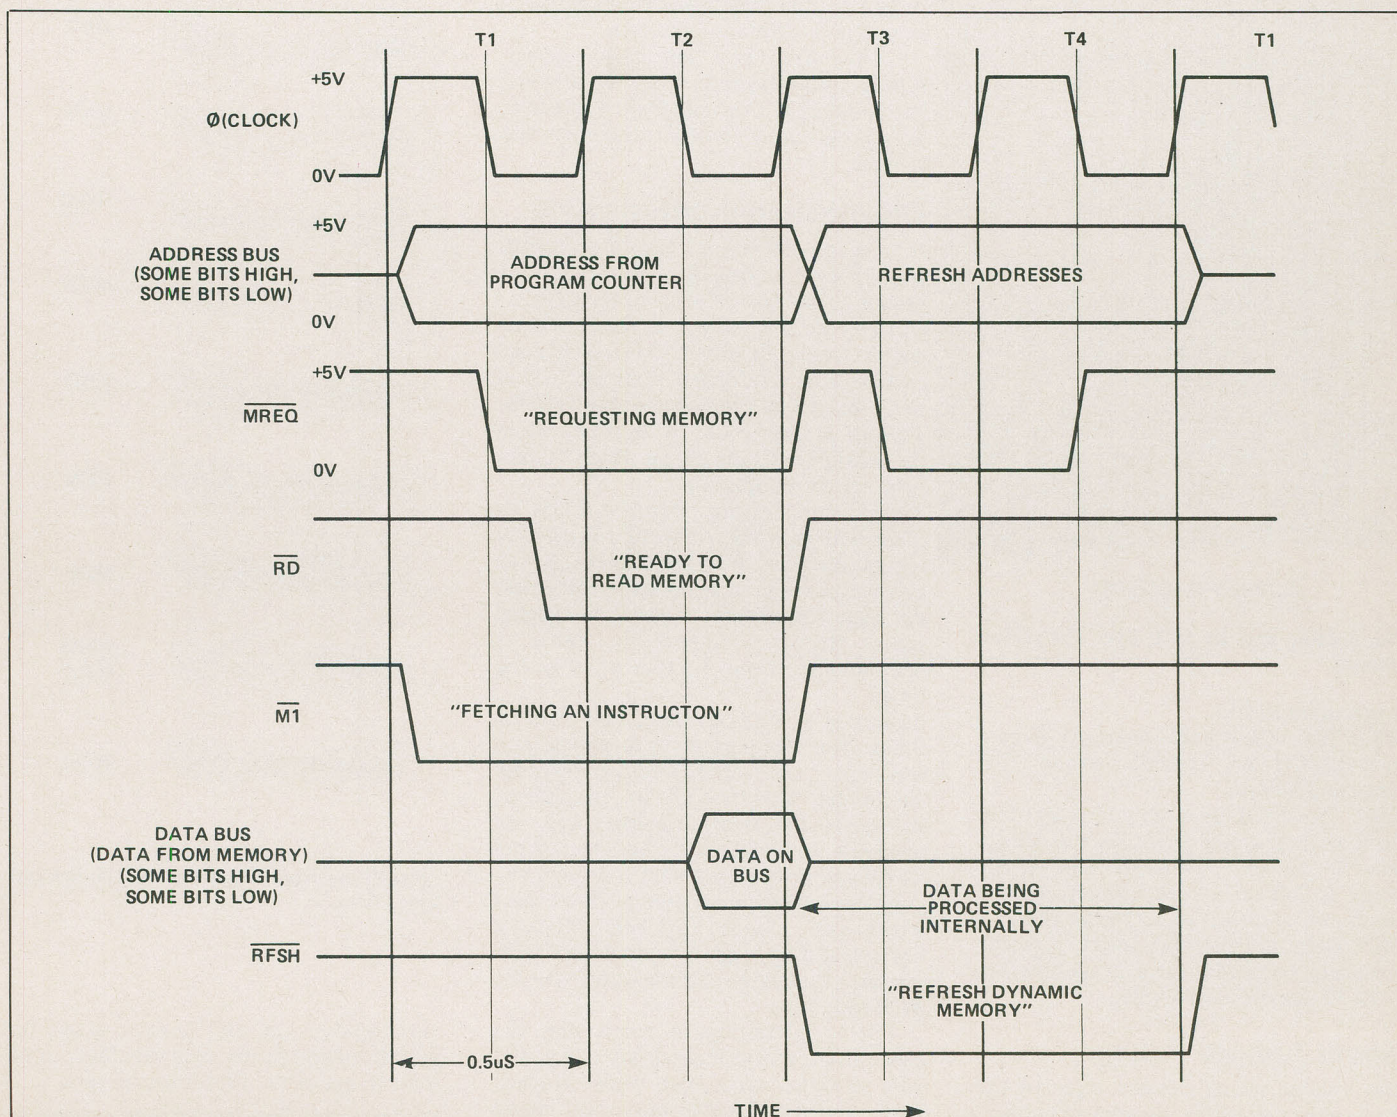 T1 T2 T3 T4 T1
+5V
Ø(CLOCK)
0V
+5V
ADDRESS BUS
(SOME BITS HIGH,
SOME BITS LOW)
ADDRESS FROM
PROGRAM COUNTER
REFRESH ADDRESSES
0V
+5V
MREQ
"REQUESTING MEMORY"
0V
RD
"READY TO
READ MEMORY"
M1
"FETCHING AN INSTRUCTON"
DATA BUS
(DATA FROM MEMORY)
(SOME BITS HIGH,
SOME BITS LOW)
DATA ON
BUS
DATA BEING
PROCESSED
INTERNALLY
RFSH
"REFRESH DYNAMIC
MEMORY"
0.5uS
TIME